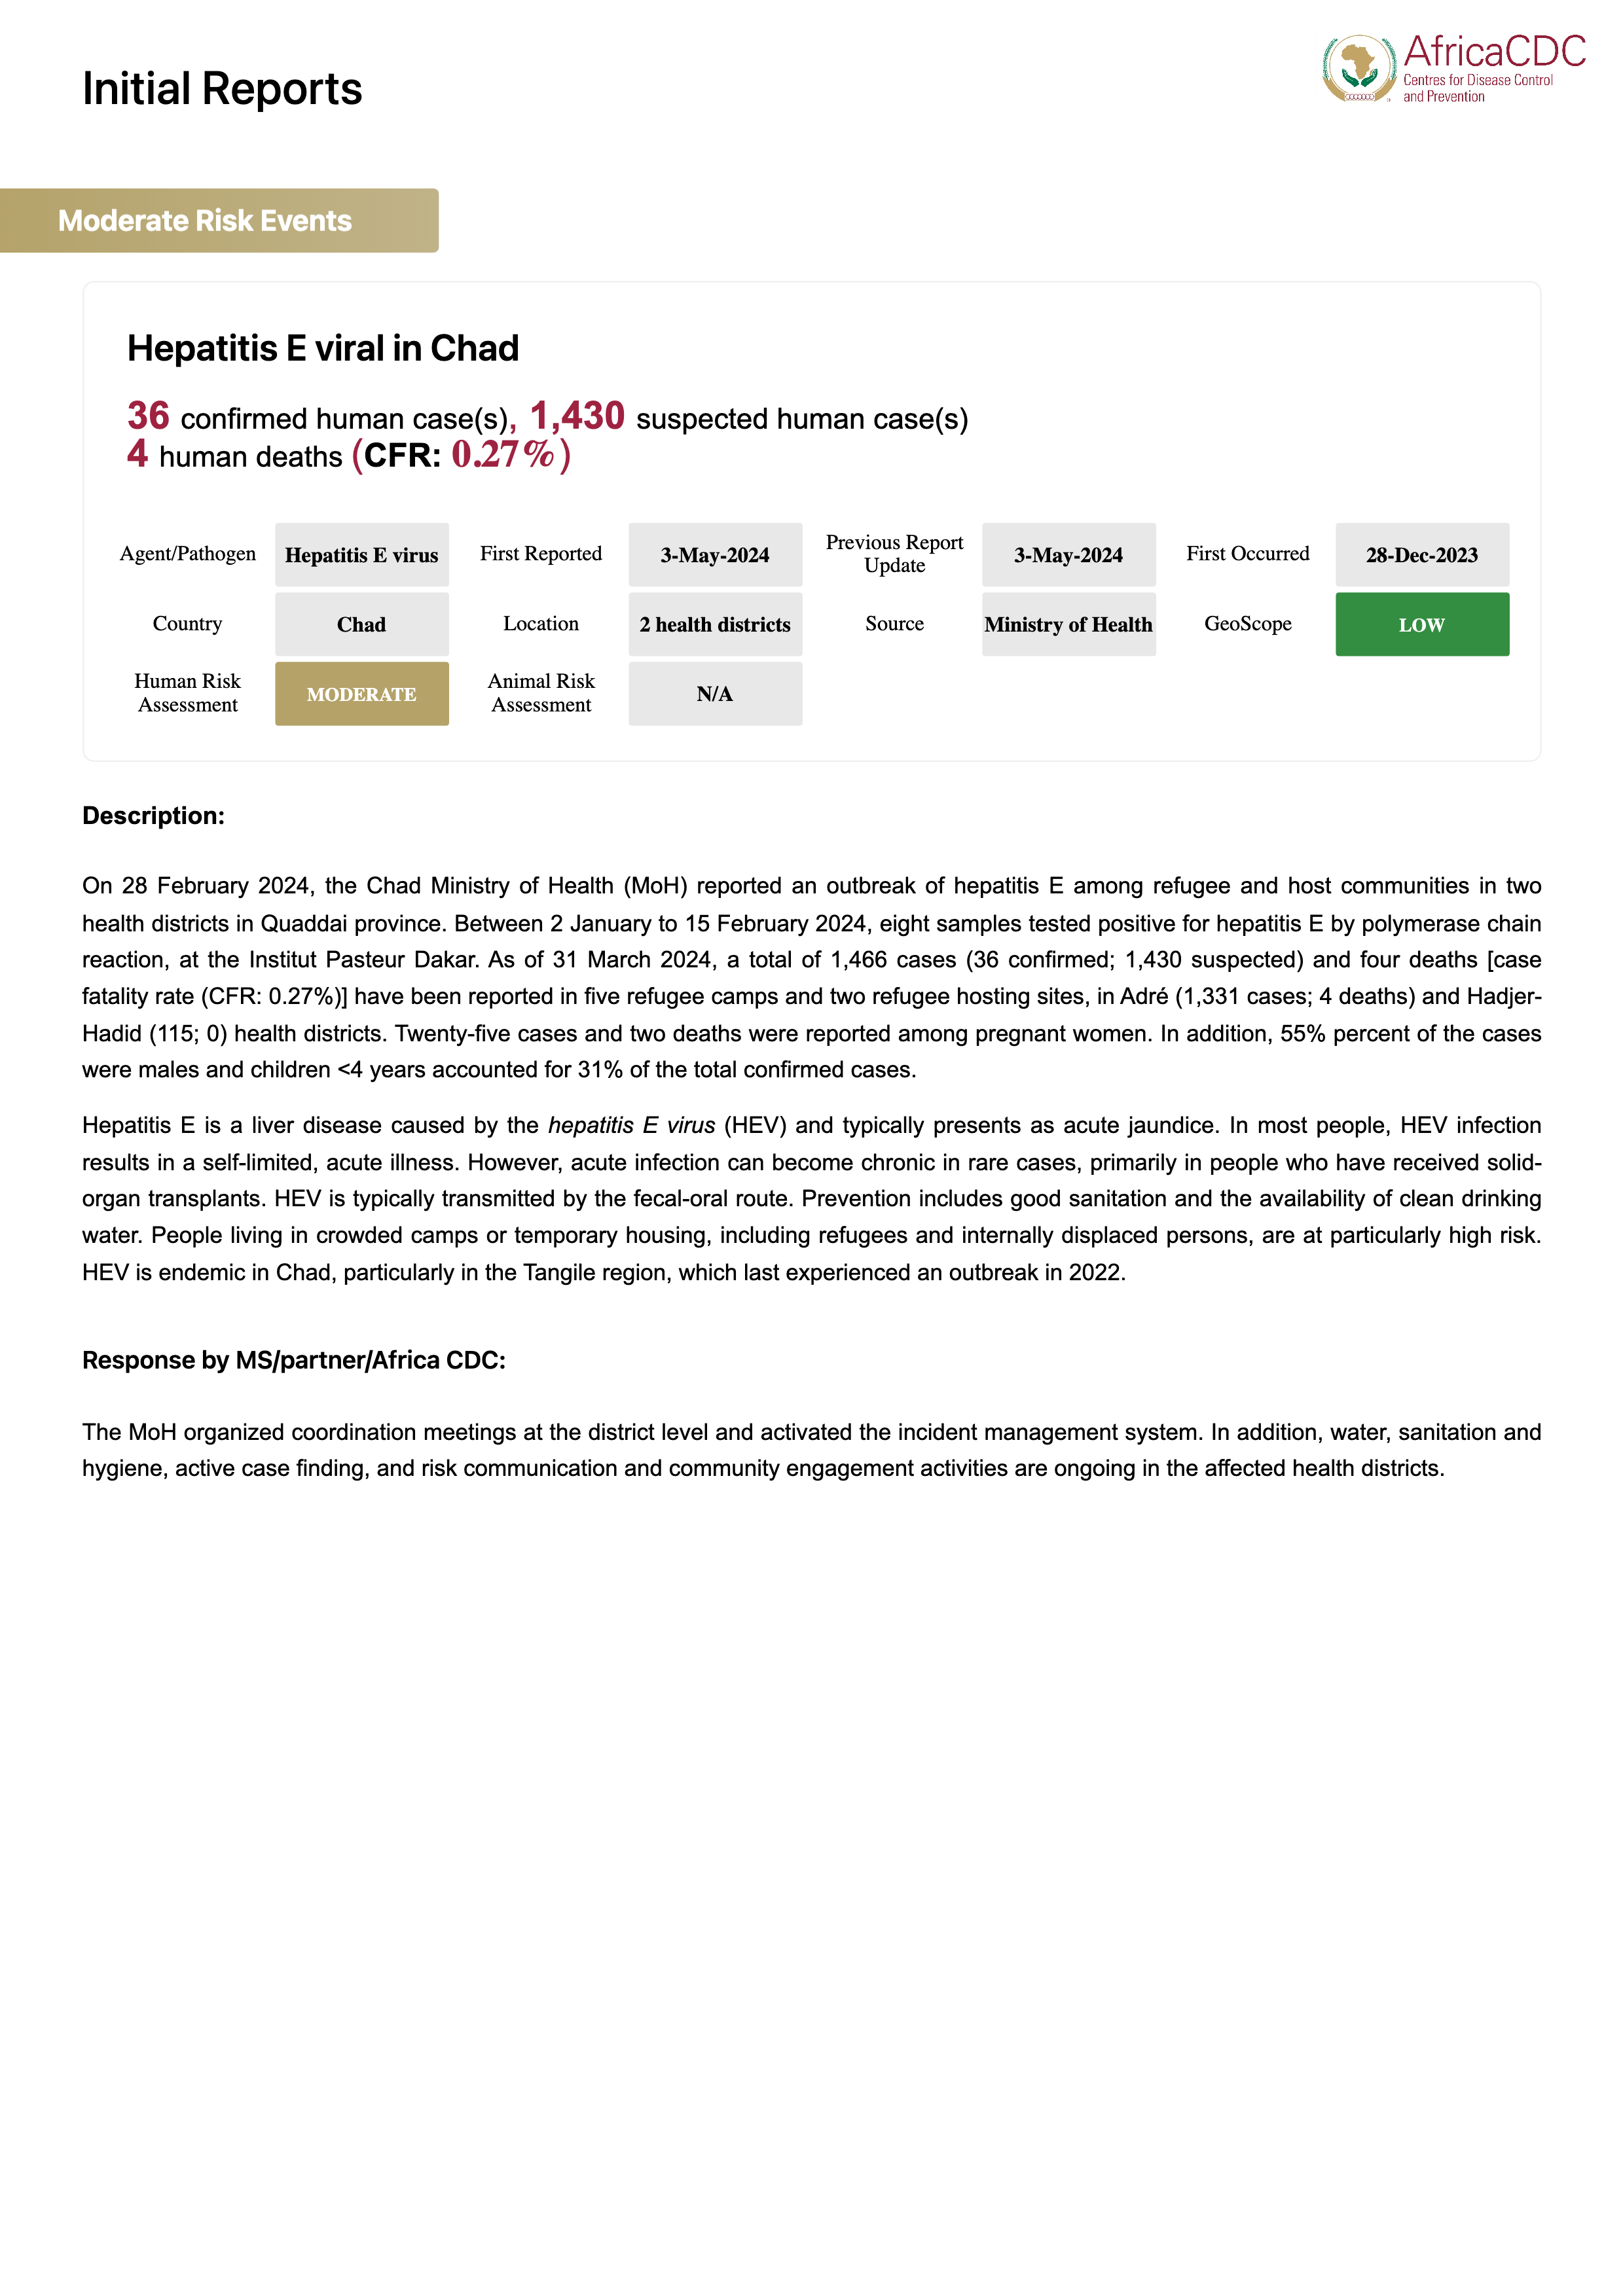 Initial Reports
AfricaCDC
Centres for Disease Control
and Prevention
Moderate Risk Events
Hepatitis E viral in Chad
36 confirmed human case(s), 1,430 suspected human case(s)
4 human deaths (CFR: 0.27%)
Agent/Pathogen Hepatitis E virus First Reported 3-May-2024 Previous Report Update 3-May-2024 First Occurred 28-Dec-2023
Country Chad Location 2 health districts Source Ministry of Health GeoScope LOW
Human Risk Assessment MODERATE Animal Risk Assessment N/A
Description:
On 28 February 2024, the Chad Ministry of Health (MoH) reported an outbreak of hepatitis E among refugee and host communities in two
health districts in Quaddai province. Between 2 January to 15 February 2024, eight samples tested positive for hepatitis E by polymerase chain
reaction, at the Institut Pasteur Dakar. As of 31 March 2024, a total of 1,466 cases (36 confirmed; 1,430 suspected) and four deaths [case
fatality rate (CFR: 0.27%)] have been reported in five refugee camps and two refugee hosting sites, in Adré (1,331 cases; 4 deaths) and Hadjer-
Hadid (115; 0) health districts. Twenty-five cases and two deaths were reported among pregnant women. In addition, 55% percent of the cases
were males and children <4 years accounted for 31% of the total confirmed cases.
Hepatitis E is a liver disease caused by the hepatitis E virus (HEV) and typically presents as acute jaundice. In most people, HEV infection
results in a self-limited, acute illness. However, acute infection can become chronic in rare cases, primarily in people who have received solid-
organ transplants. HEV is typically transmitted by the fecal-oral route. Prevention includes good sanitation and the availability of clean drinking
water. People living in crowded camps or temporary housing, including refugees and internally displaced persons, are at particularly high risk.
HEV is endemic in Chad, particularly in the Tangile region, which last experienced an outbreak in 2022.
Response by MS/partner/Africa CDC:
The MoH organized coordination meetings at the district level and activated the incident management system. In addition, water, sanitation and
hygiene, active case finding, and risk communication and community engagement activities are ongoing in the affected health districts.